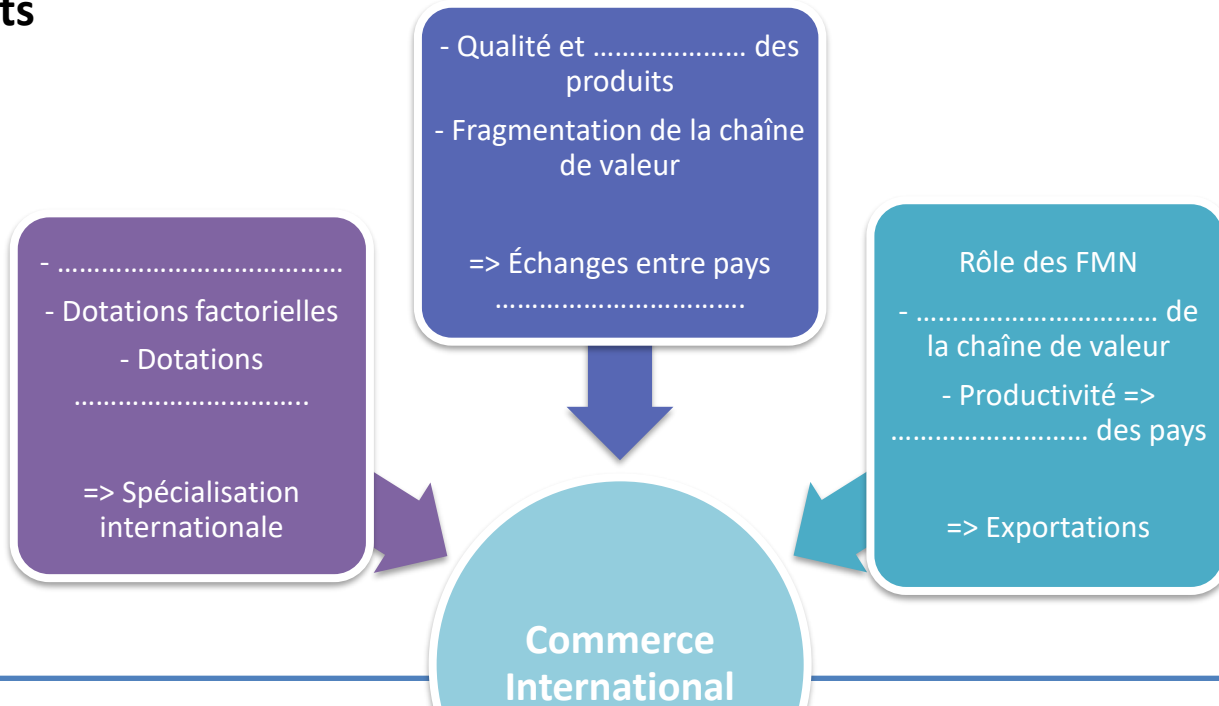 ts
- Qualité et ..................... des
produits
- Fragmentation de la chaîne
de valeur
=> Échanges entre pays
..................................
- .......................................
- Dotations factorielles
- Dotations
................................
=> Spécialisation
internationale
Rôle des FMN
- ................................. de
la chaîne de valeur
- Productivité =>
........................... des pays
=> Exportations
Commerce
International